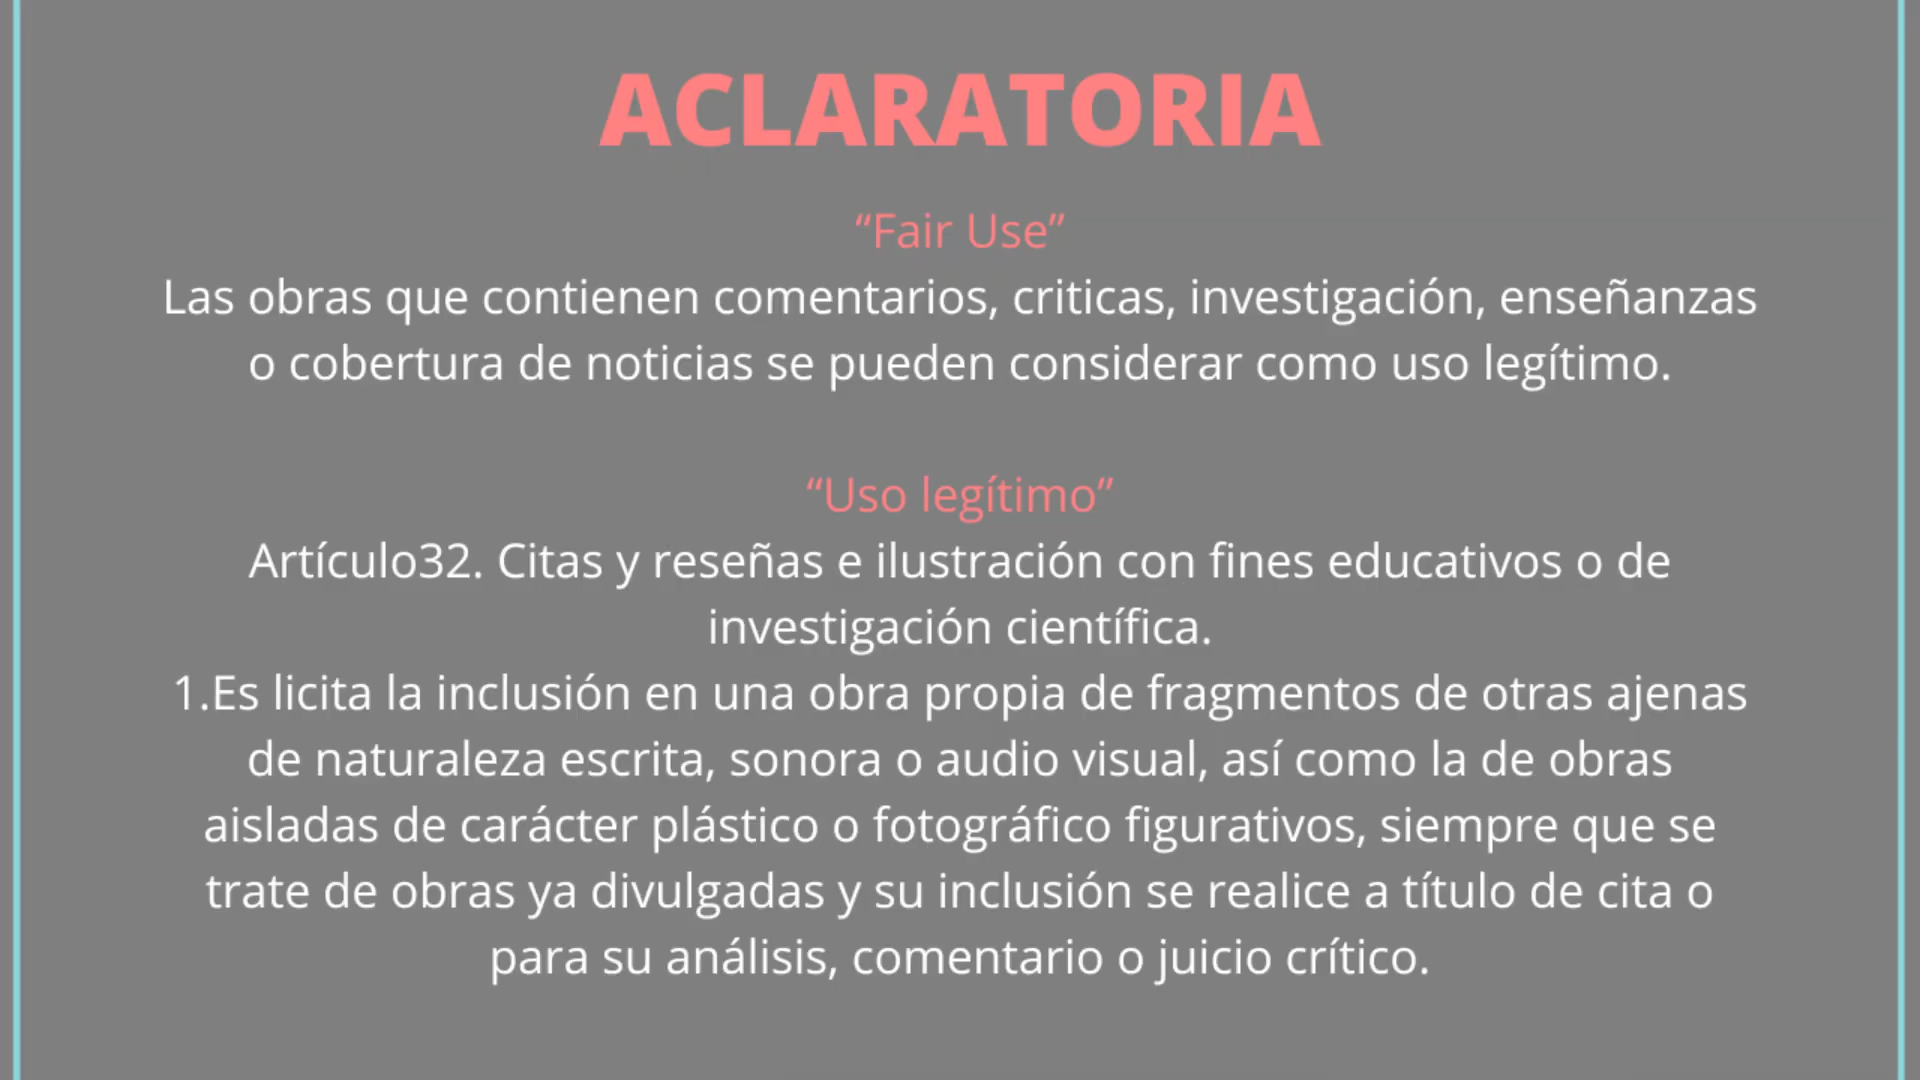 ACLARATORIA
“Fair Use”
Las obras que contienen comentarios, criticas, investigación, enseñanzas
o cobertura de noticias se pueden considerar como uso legítimo.
“Uso legítimo”
Artículo32. Citas y reseñas e ilustración con fines educativos o de
investigación científica.
1.Es licita la inclusión en una obra propia de fragmentos de otras ajenas
de naturaleza escrita, sonora o audio visual, así como la de obras
aisladas de carácter plástico o fotográfico figurativos, siempre que se
trate de obras ya divulgadas y su inclusión se realice a título de cita o
para su análisis, comentario o juicio crítico.